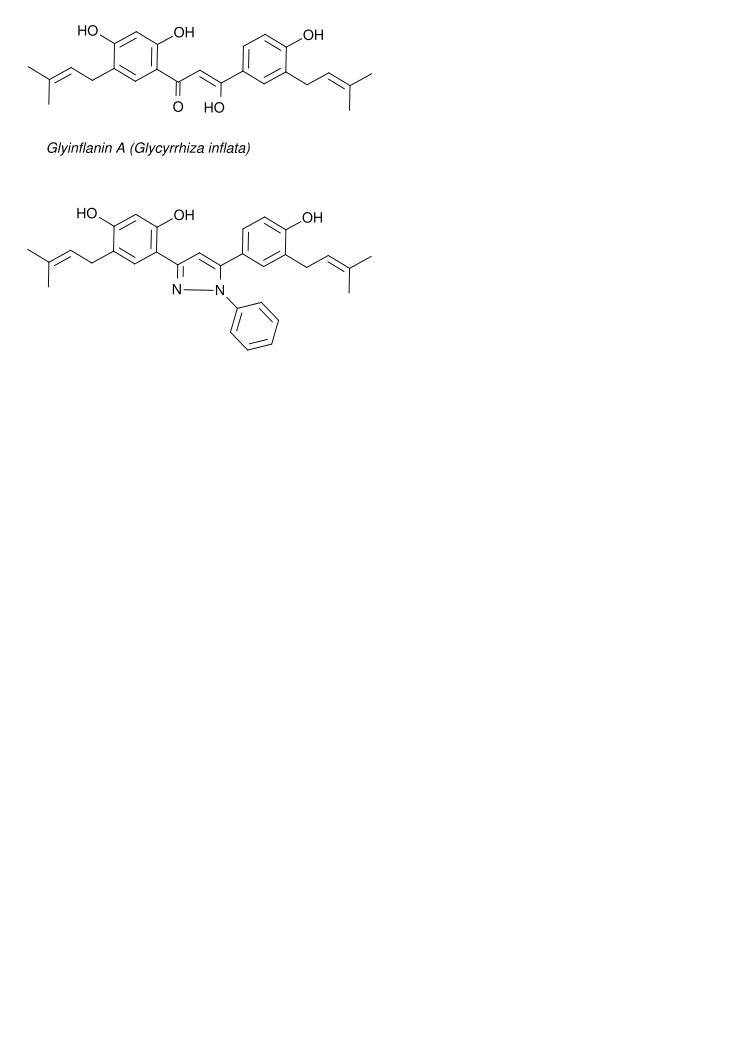 HO OH OH
O HO
Glyinflanin A (Glycyrrhiza inflata)
HO OH OH
N N